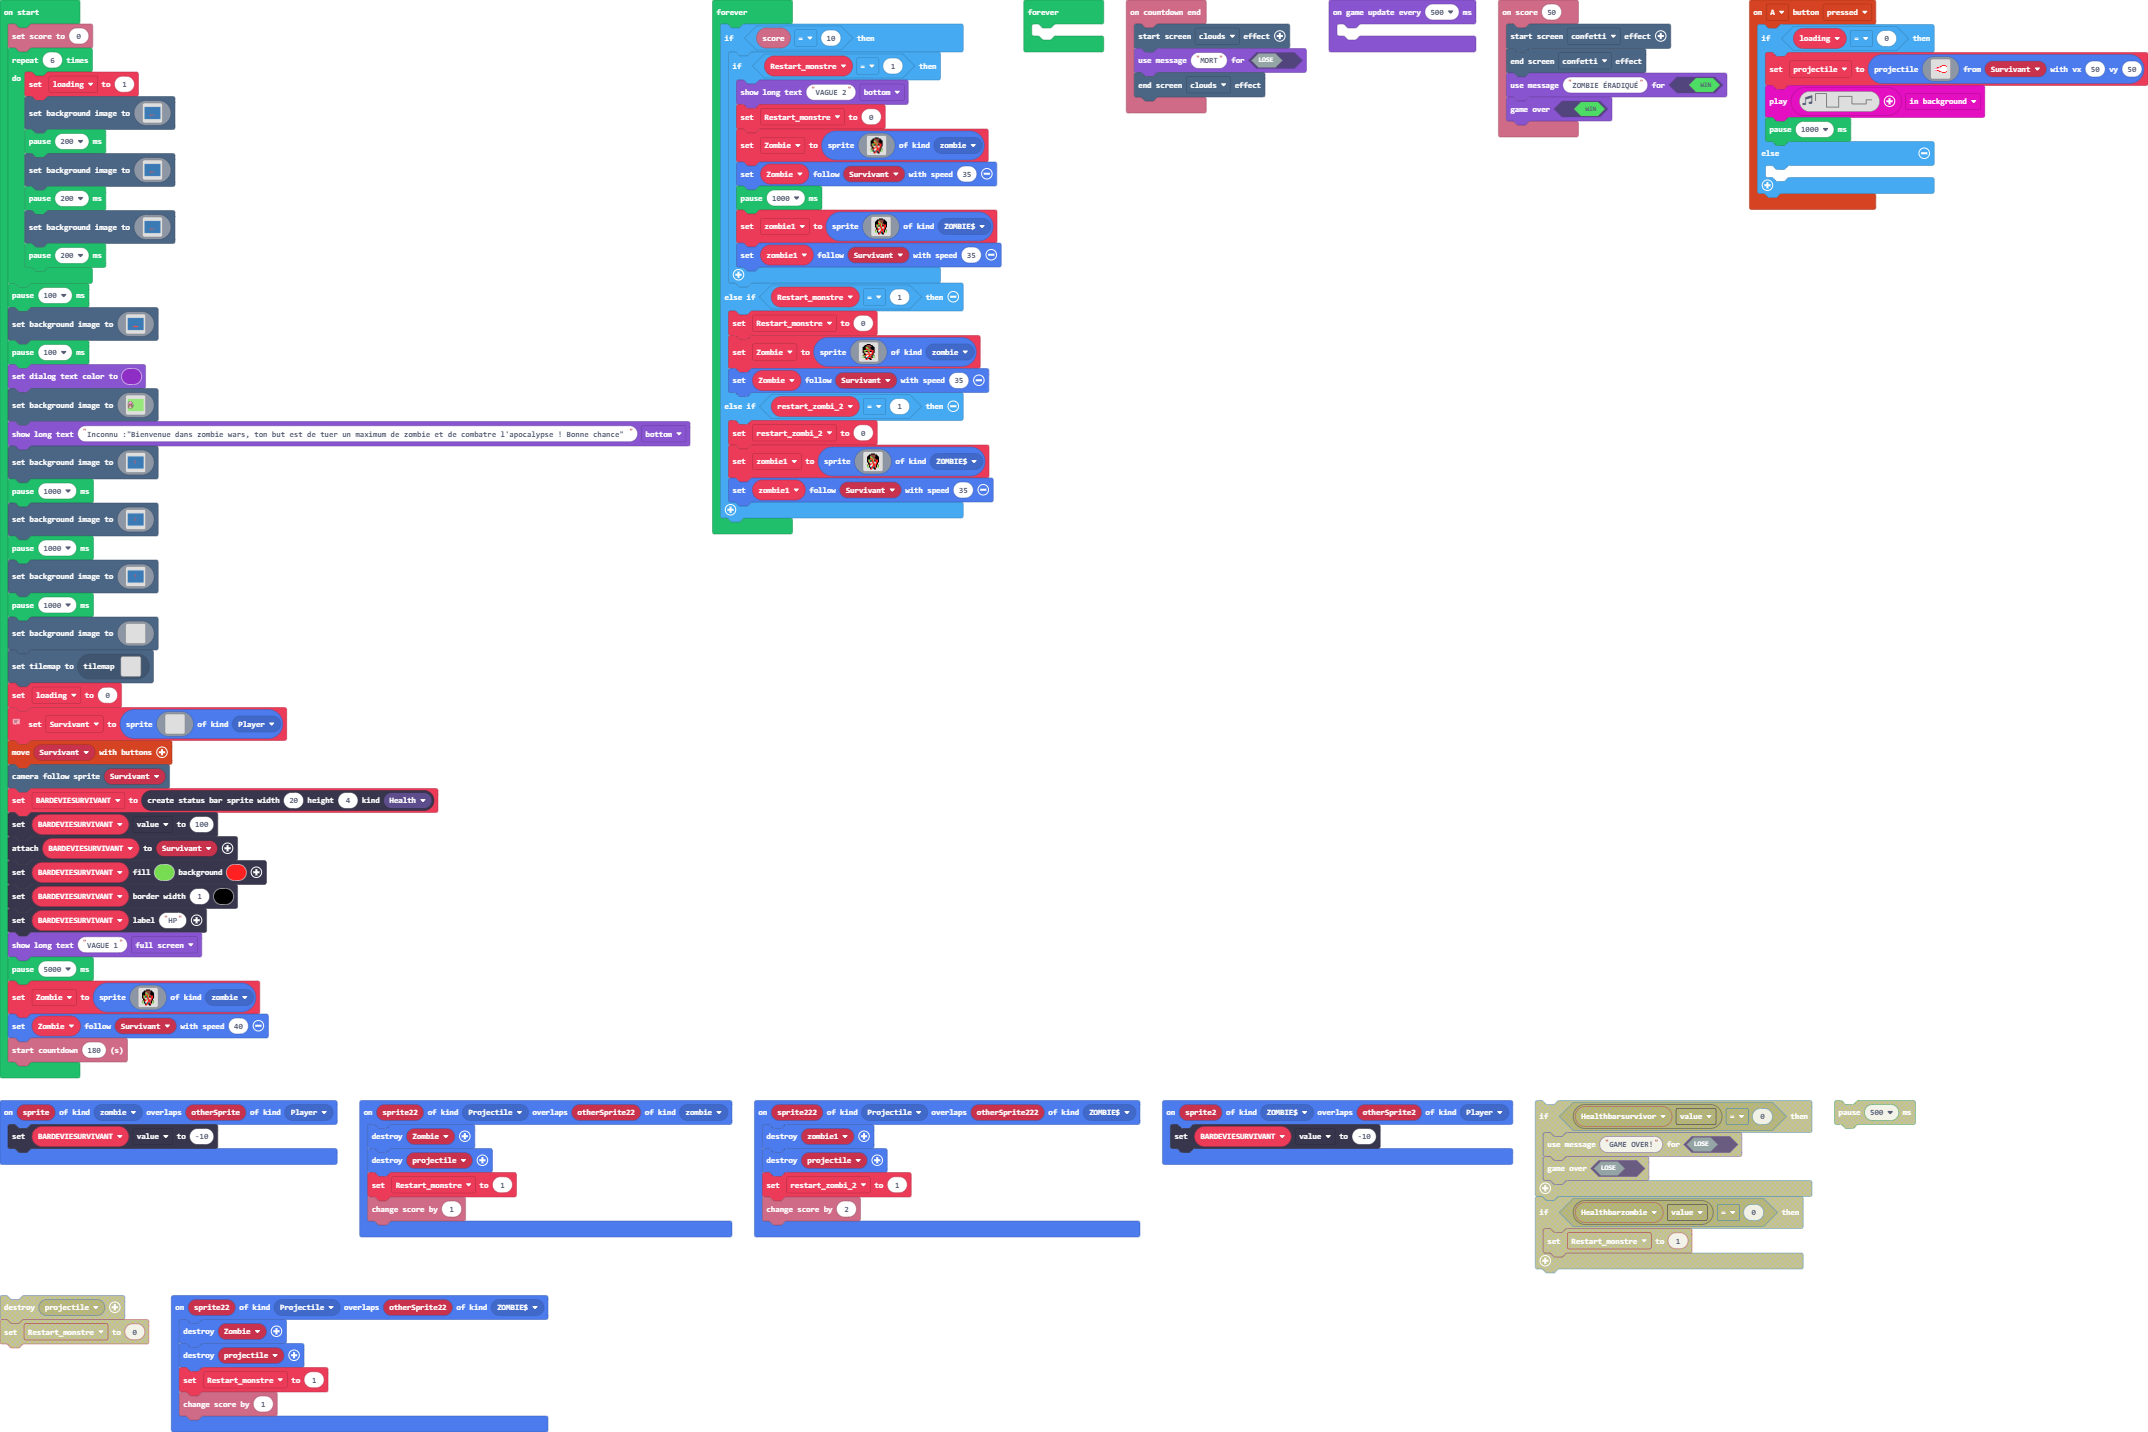 on start
set score to 0
repeat 6 times
do
set loading to 1
set background image to
pause 200 ms
set background image to
pause 200 ms
set background image to
pause 200 ms
pause 100 ms
set background image to
pause 100 ms
set dialog text color to
set background image to
show long text "Inconnu :"Bienvenue dans zombie wars, ton but est de tuer un maximum de zombie et de combatre l'apocalypse ! Bonne chance" " bottom
set background image to
pause 1000 ms
set background image to
pause 1000 ms
set background image to
pause 1000 ms
set background image to
set tilemap to tilemap
set loading to 0
set Survivant to sprite of kind Player
move Survivant with buttons
camera follow sprite Survivant
set BARDEVIESURVIVANT to create status bar sprite width 20 height 4 kind Health
set BARDEVIESURVIVANT value to 100
attach BARDEVIESURVIVANT to Survivant
set BARDEVIESURVIVANT fill background
set BARDEVIESURVIVANT border width 1
set BARDEVIESURVIVANT label "HP"
show long text "VAGUE 1" full screen
pause 5000 ms
set Zombie to sprite of kind zombie
set Zombie follow Survivant with speed 40
start countdown 180 (s)
forever
if score = 10 then
if Restart_monstre = 1 then
show long text "VAGUE 2" bottom
set Restart_monstre to 0
set Zombie to sprite of kind zombie
set Zombie follow Survivant with speed 35
pause 1000 ms
set zombie1 to sprite of kind ZOMBIE$
set zombie1 follow Survivant with speed 35
else if Restart_monstre = 1 then
set Restart_monstre to 0
set Zombie to sprite of kind zombie
set Zombie follow Survivant with speed 35
else if restart_zombi_2 = 1 then
set restart_zombi_2 to 0
set zombie1 to sprite of kind ZOMBIE$
set zombie1 follow Survivant with speed 35
forever
on countdown end
start screen clouds effect
use message "MORT" for LOSE
end screen clouds effect
on game update every 500 ms
on score 50
start screen confetti effect
end screen confetti effect
use message "ZOMBIE ÉRADIQUÉ" for WIN
game over WIN
on A button pressed
if loading = 0 then
set projectile to projectile from Survivant with vx 50 vy 50
play in background
pause 1000 ms
else
on sprite of kind zombie overlaps otherSprite of kind Player
set BARDEVIESURVIVANT value to -10
on sprite22 of kind Projectile overlaps otherSprite22 of kind zombie
destroy Zombie
destroy projectile
set Restart_monstre to 1
change score by 1
on sprite222 of kind Projectile overlaps otherSprite222 of kind ZOMBIE$
destroy zombie1
destroy projectile
set restart_zombi_2 to 1
change score by 2
on sprite2 of kind ZOMBIE$ overlaps otherSprite2 of kind Player
set BARDEVIESURVIVANT value to -10
if Healthbarsurvivor value = 0 then
use message "GAME OVER!" for LOSE
game over LOSE
if Healthbarzombie value = 0 then
set Restart_monstre to 1
pause 500 ms
destroy projectile
set Restart_monstre to 0
on sprite22 of kind Projectile overlaps otherSprite22 of kind ZOMBIE$
destroy Zombie
destroy projectile
set Restart_monstre to 1
change score by 1